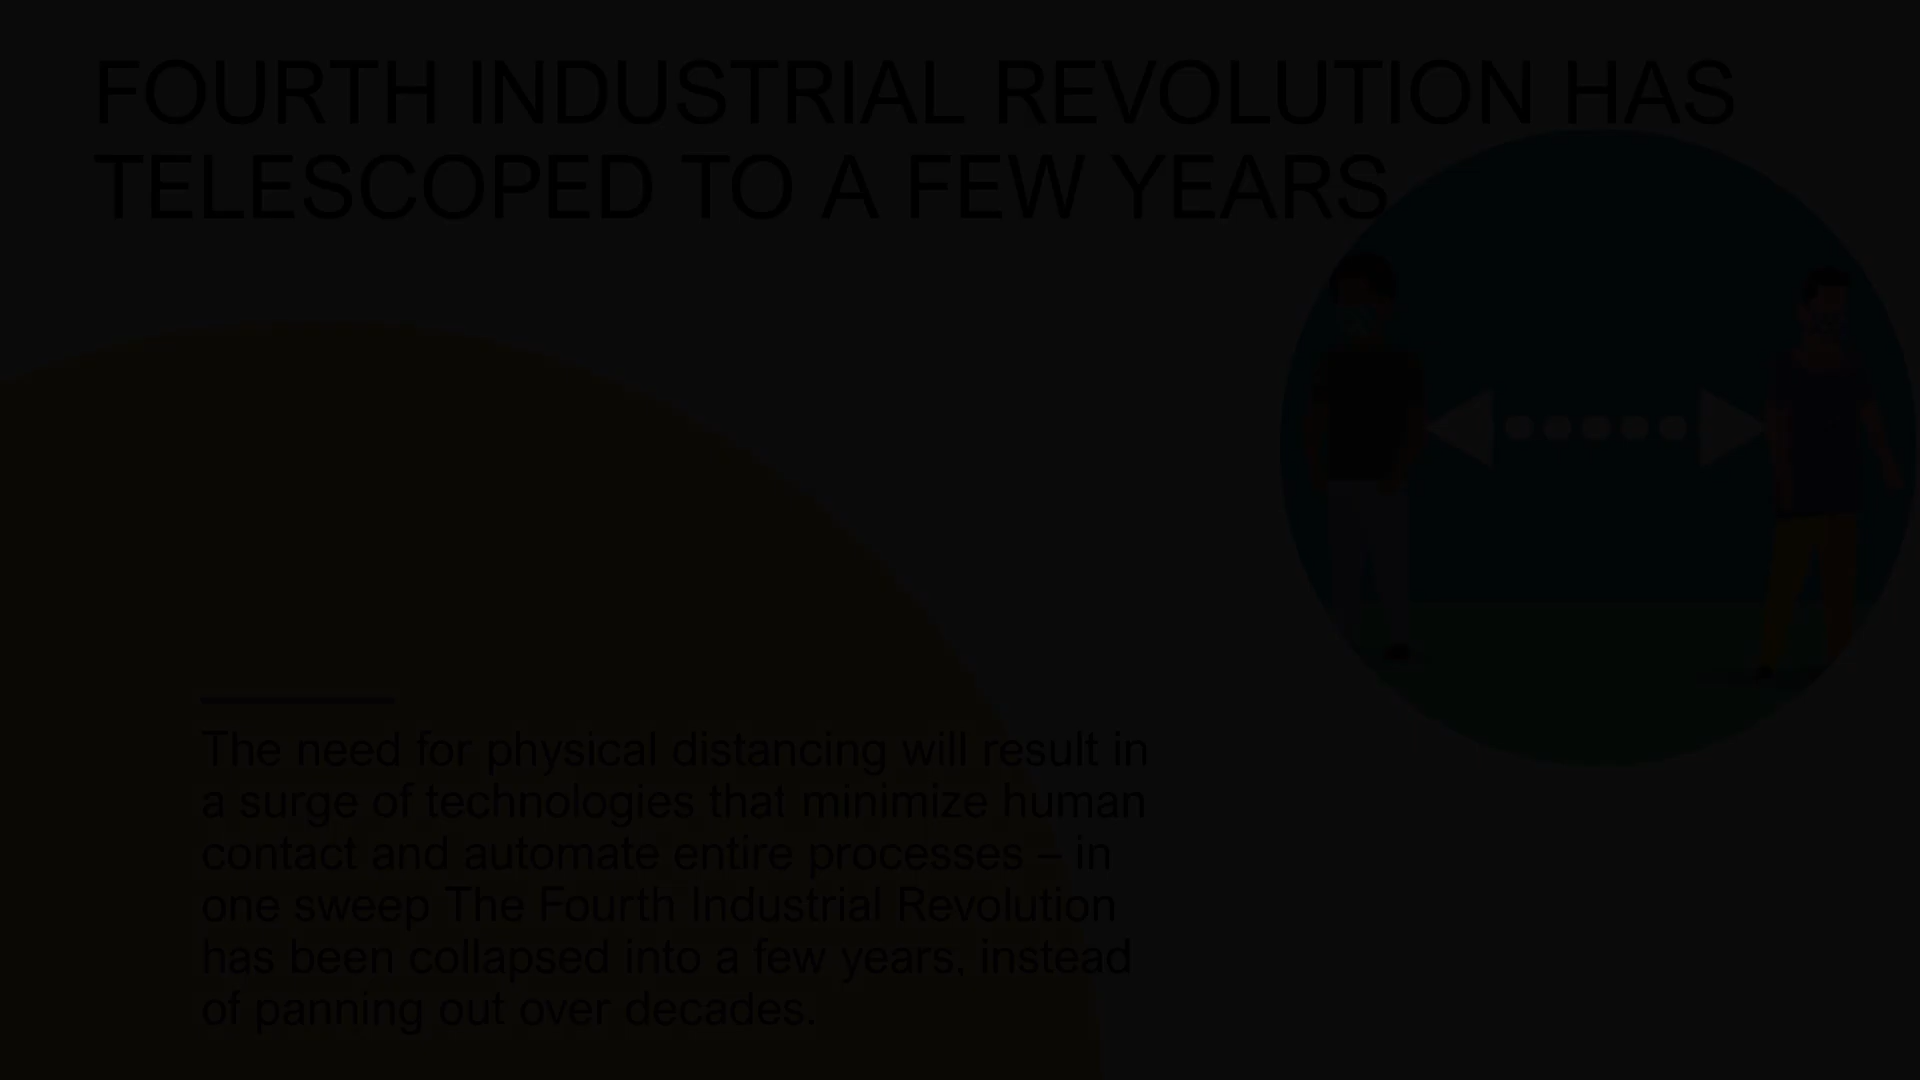 FOURTH INDUSTRIAL REVOLUTION HAS
TELESCOPED TO A FEW YEARS
The need for physical distancing will result in
a surge of technologies that minimize human
contact and automate entire processes – in
one sweep The Fourth Industrial Revolution
has been collapsed into a few years, instead
of panning out over decades.